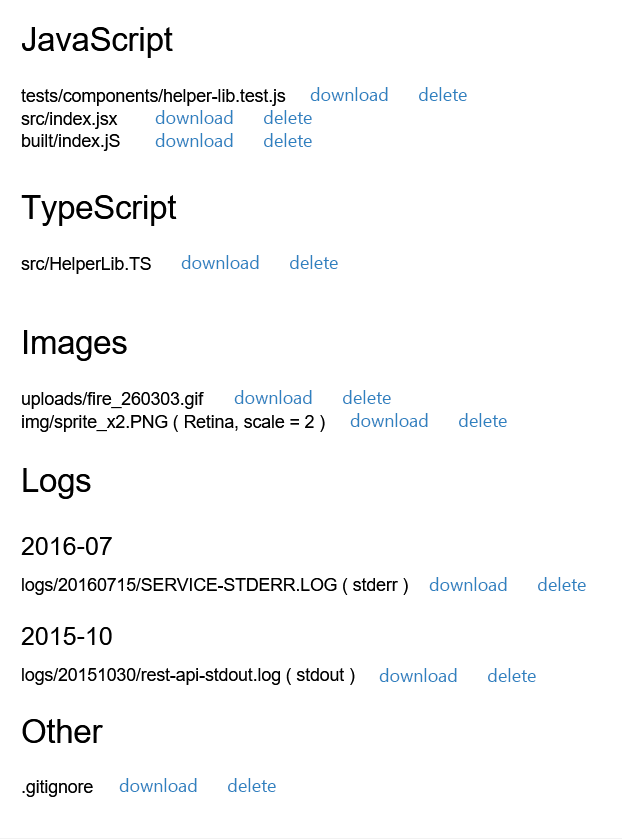 JavaScript
tests/components/helper-lib.test.js download delete
src/index.jsx download delete
built/index.jS download delete
TypeScript
src/HelperLib.TS download delete
Images
uploads/fire_260303.gif download delete
img/sprite_x2.PNG ( Retina, scale = 2 ) download delete
Logs
2016-07
logs/20160715/SERVICE-STDERR.LOG ( stderr ) download delete
2015-10
logs/20151030/rest-api-stdout.log ( stdout ) download delete
Other
.gitignore download delete